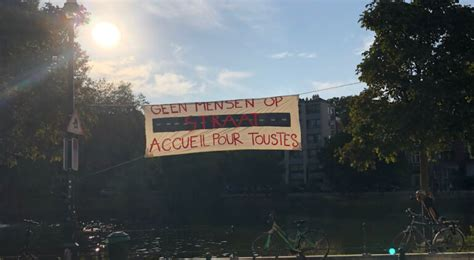 GEEN MENSEN OP
STRAAT
ACCUEIL POUR TOUSTES